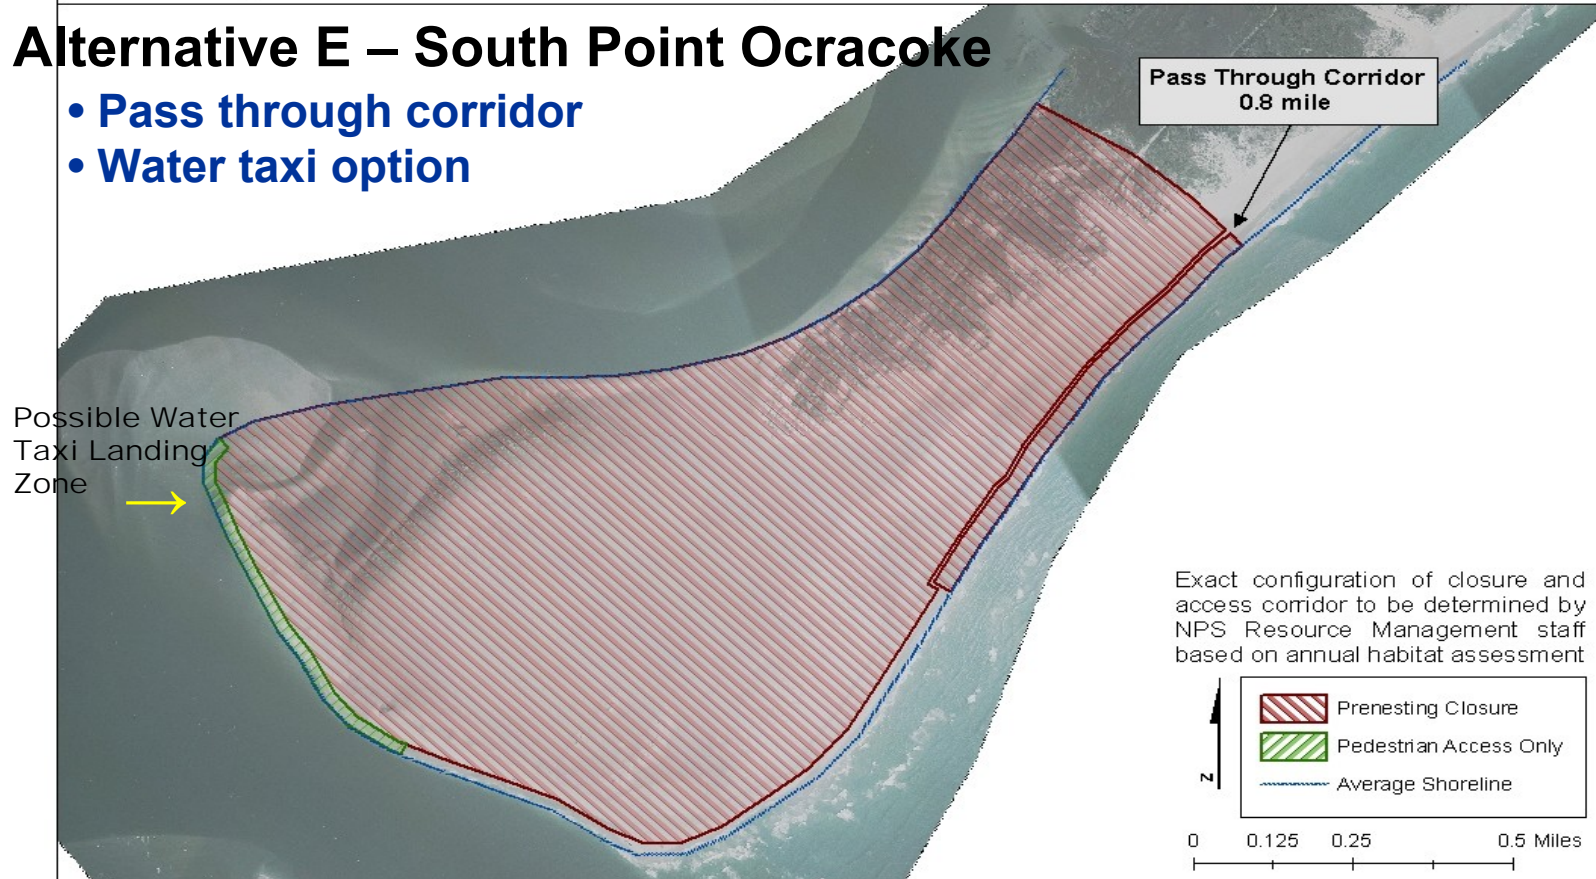 Alternative E – South Point Ocracoke
• Pass through corridor
• Water taxi option
Pass Through Corridor
0.8 mile
Possible Water
Taxi Landing
Zone
→
Exact configuration of closure and
access corridor to be determined by
NPS Resource Management staff
based on annual habitat assessment
N
Prenesting Closure
Pedestrian Access Only
Average Shoreline
0 0.125 0.25 0.5 Miles